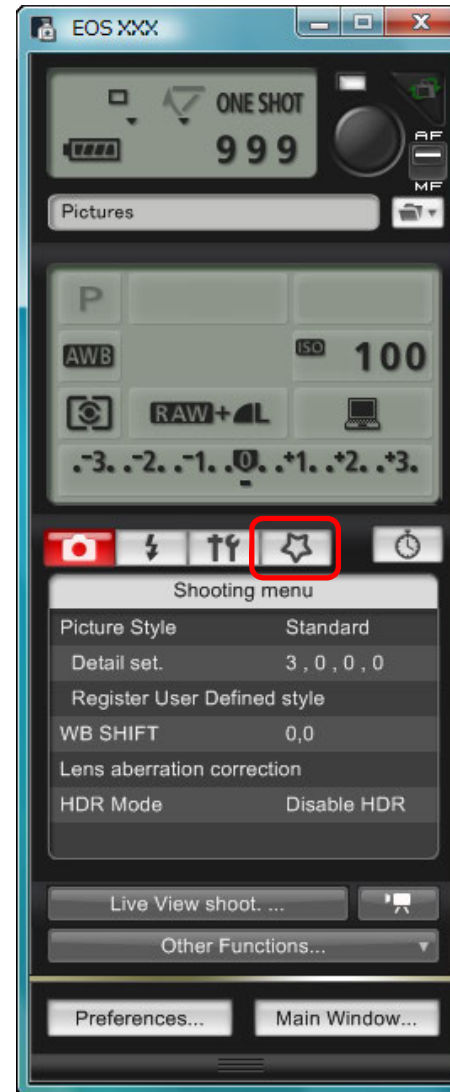 EOS XXX
ONE SHOT
999
AF
MF
Pictures
P
AWB
ISO 100
RAW+L
.-3. .-2. .-1. .0. .+1. .+2. .+3.
Shooting menu
Picture Style Standard
Detail set. 3 , 0 , 0 , 0
Register User Defined style
WB SHIFT 0,0
Lens aberration correction
HDR Mode Disable HDR
Live View shoot. ...
Other Functions...
Preferences... Main Window...